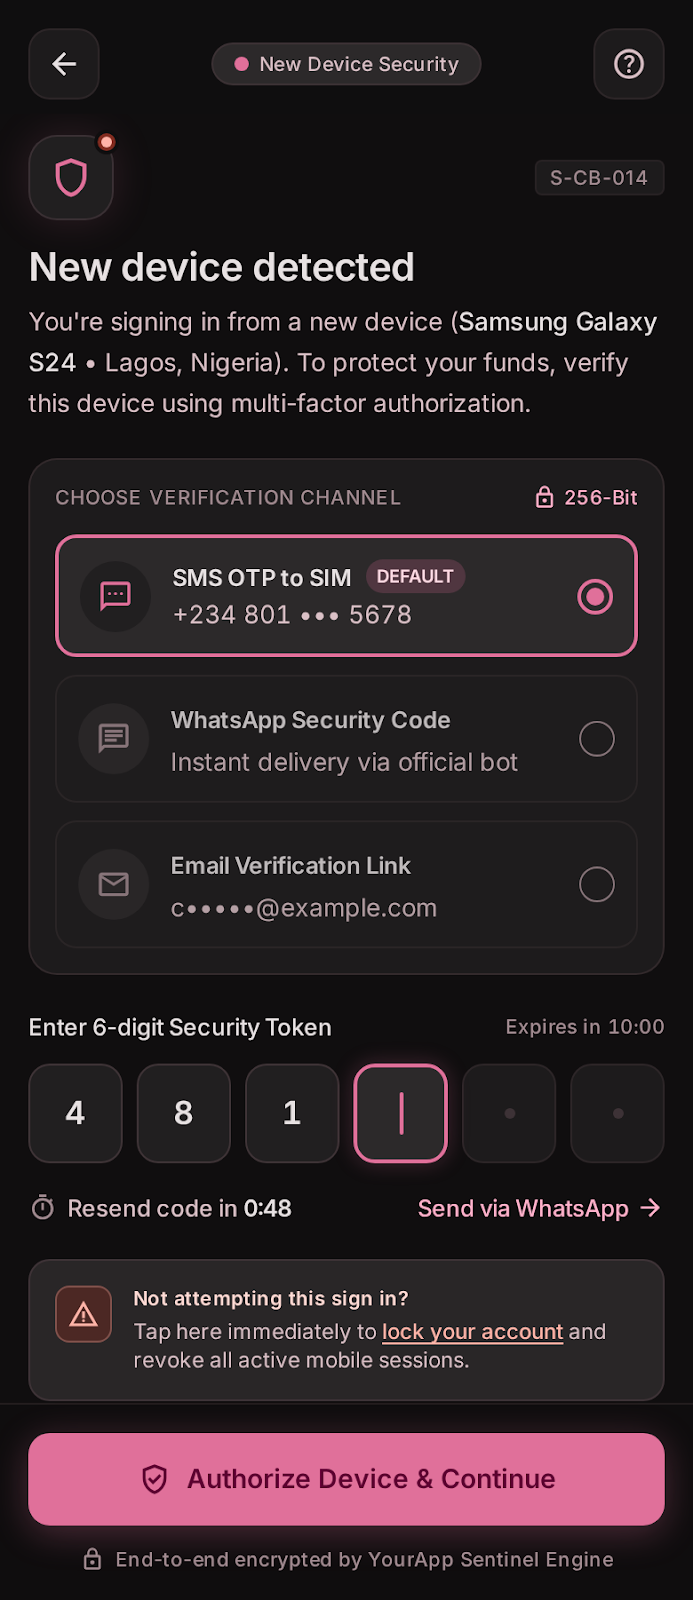 New Device Security
S-CB-014
New device detected
You're signing in from a new device (Samsung Galaxy
S24 • Lagos, Nigeria). To protect your funds, verify
this device using multi-factor authorization.
CHOOSE VERIFICATION CHANNEL
256-Bit
SMS OTP to SIM DEFAULT
+234 801 ••• 5678
WhatsApp Security Code
Instant delivery via official bot
Email Verification Link
c•••••@example.com
Enter 6-digit Security Token
Expires in 10:00
4 8 1
Resend code in 0:48
Send via WhatsApp →
Not attempting this sign in?
Tap here immediately to lock your account and
revoke all active mobile sessions.
Authorize Device & Continue
End-to-end encrypted by YourApp Sentinel Engine